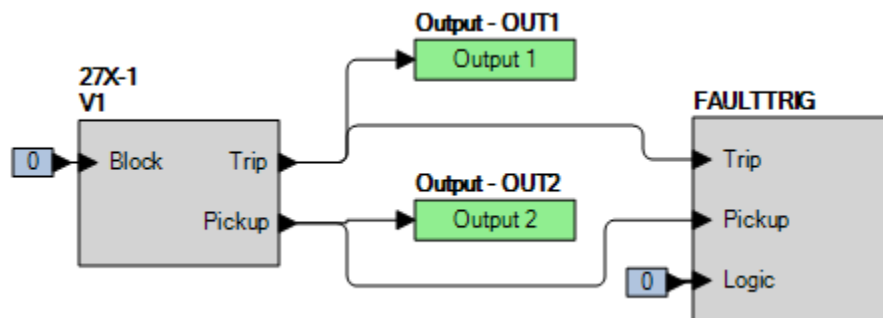 Output - OUT1
Output 1
27X-1
V1
FAULTTRIG
0
Block
Trip
Trip
Output - OUT2
Pickup
Output 2
Pickup
0
Logic